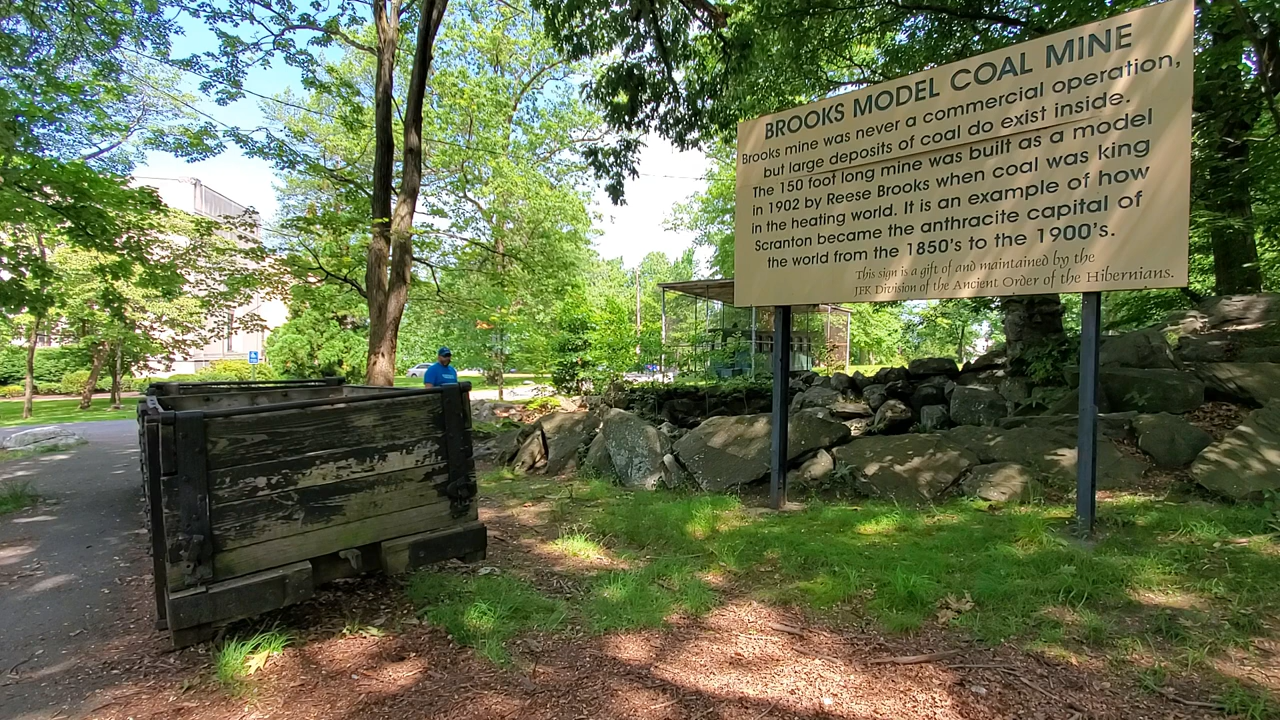 BROOKS MODEL COAL MINE
Brooks mine was never a commercial operation,
but large deposits of coal do exist inside.
The 150 foot long mine was built as a model
in 1902 by Reese Brooks when coal was king
in the heating world. It is an example of how
Scranton became the anthracite capital of
the world from the 1850's to the 1900's.
This sign is a gift of and maintained by the
JFK Division of the Ancient Order of the Hibernians.